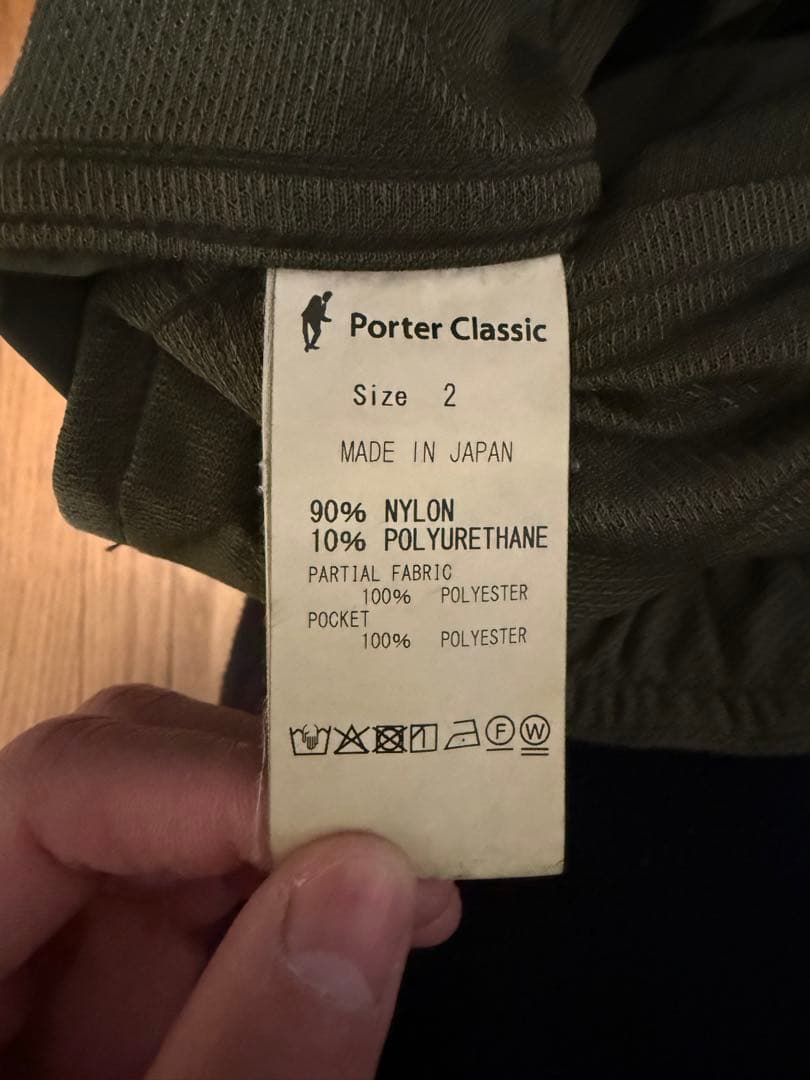 Porter Classic
Size 2
MADE IN JAPAN
90% NYLON
10% POLYURETHANE
PARTIAL FABRIC
100% POLYESTER
POCKET
100% POLYESTER
F W